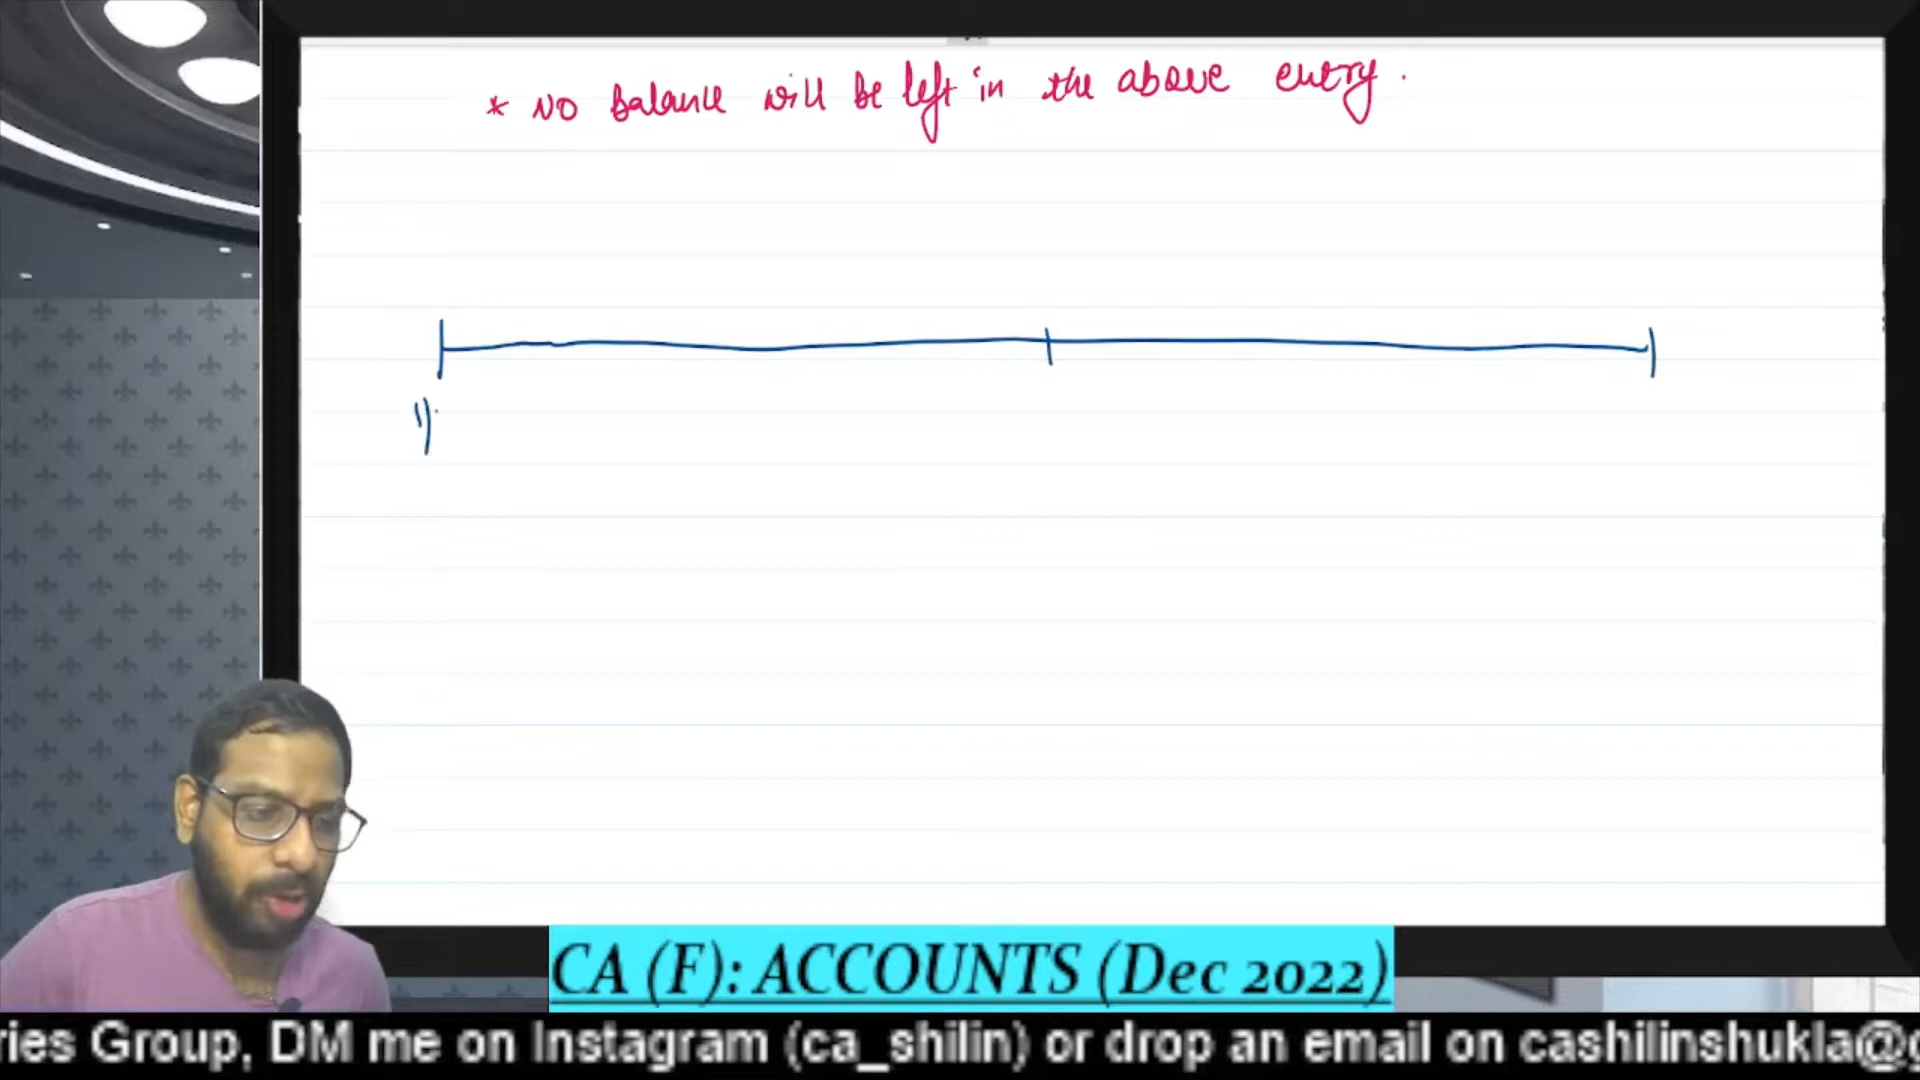 * NO balance will be left in the above entry.
1)
CA (F): ACCOUNTS (Dec 2022)
ries Group, DM me on Instagram (ca_shilin) or drop an email on cashilinshukla@g